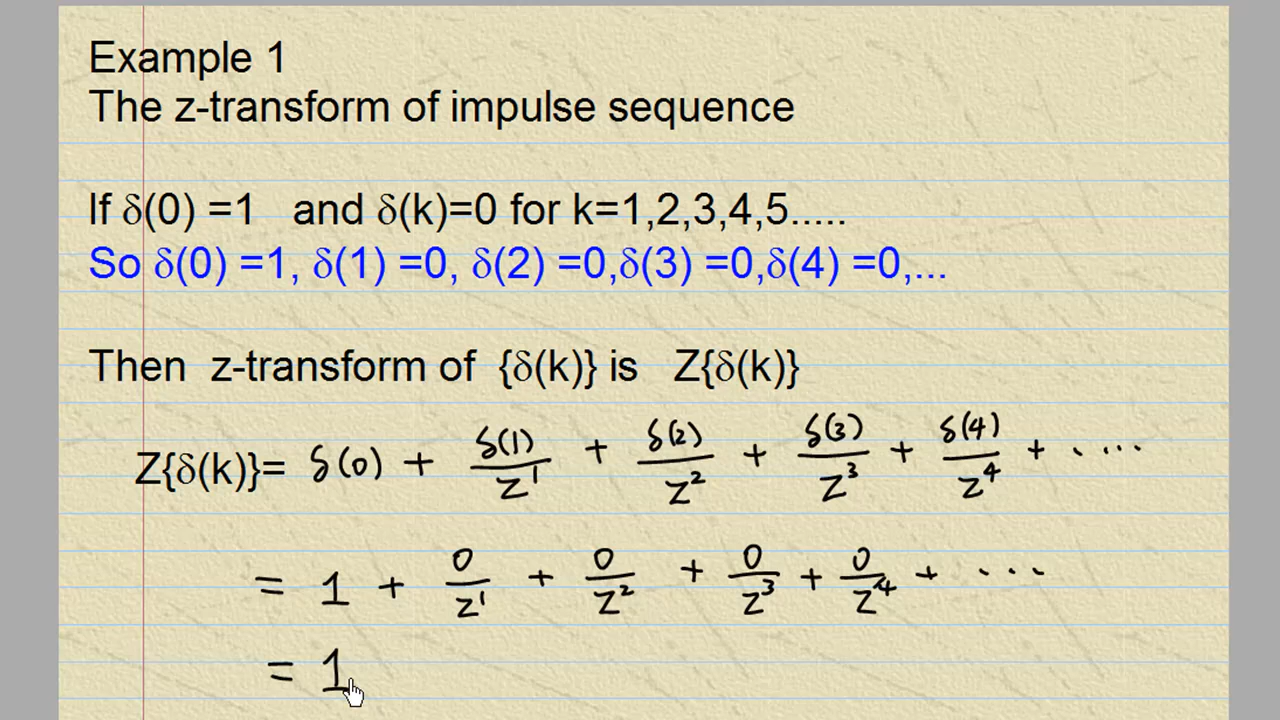 Example 1
The z-transform of impulse sequence
If δ(0) =1 and δ(k)=0 for k=1,2,3,4,5.....
So δ(0) =1, δ(1) =0, δ(2) =0,δ(3) =0,δ(4) =0,...
Then z-transform of {δ(k)} is Z{δ(k)}
Z{δ(k)}= δ(0) + δ(1)/z¹ + δ(2)/z² + δ(3)/z³ + δ(4)/z⁴ + ....
= 1 + 0/z¹ + 0/z² + 0/z³ + 0/z⁴ + ...
= 1